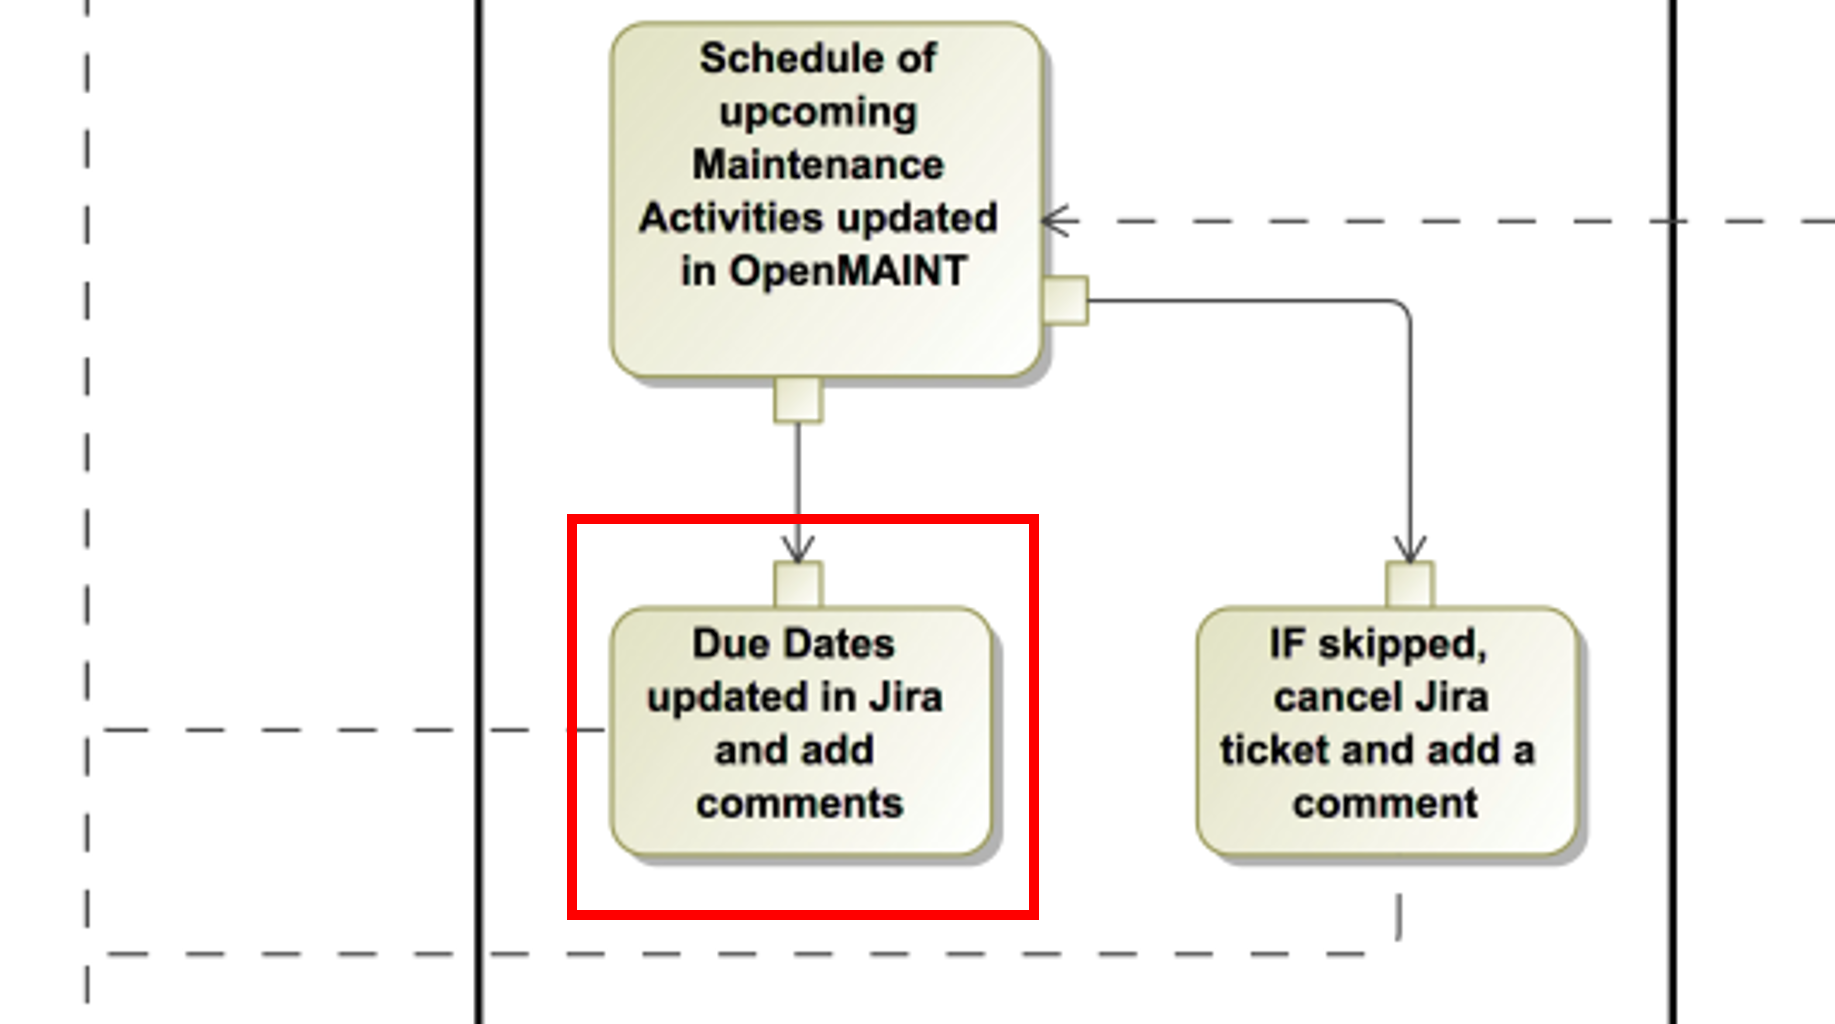 Schedule of
upcoming
Maintenance
Activities updated
in OpenMAINT
Due Dates
updated in Jira
and add
comments
IF skipped,
cancel Jira
ticket and add a
comment